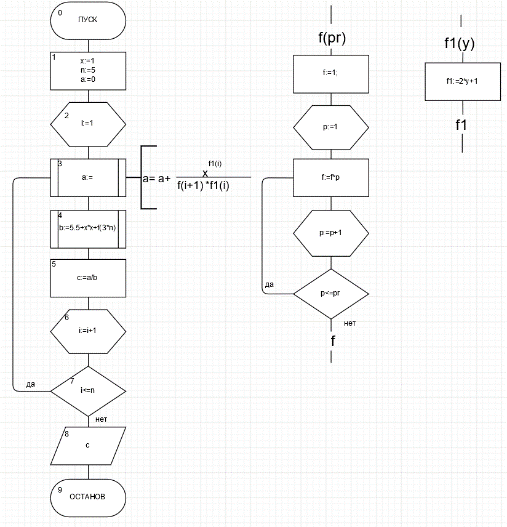 0
ПУСК
1
x:=1
n:=5
a:=0
2
i:=1
3
a:=
a= a+
f1(i)
x
f(i+1) *f1(i)
4
b:=5.5+x*x+f(3*n)
5
c:=a/b
6
i:=i+1
7
i<=n
да
нет
8
c
9
ОСТАНОВ
f(pr)
f:=1;
p:=1
f:=f*p
p:=p+1
p<=pr
да
нет
f
f1(y)
f1:=2*y+1
f1